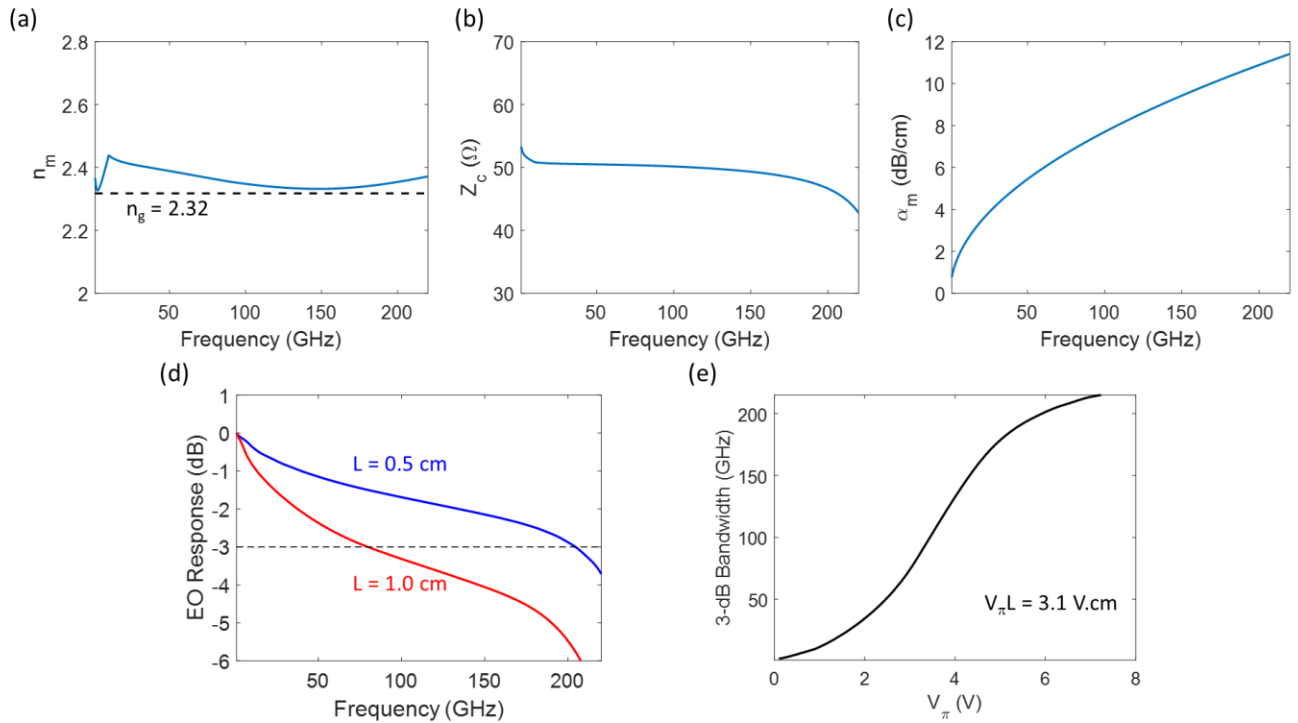 (a)
2.8
2.6
2.4
2.2
2
n_m
n_g = 2.32
50
100
150
200
Frequency (GHz)
(b)
70
60
50
40
30
Z_c (Ω)
50
100
150
200
Frequency (GHz)
(c)
12
10
8
6
4
2
0
α_m (dB/cm)
50
100
150
200
Frequency (GHz)
(d)
1
0
-1
-2
-3
-4
-5
-6
EO Response (dB)
L = 0.5 cm
L = 1.0 cm
50
100
150
200
Frequency (GHz)
(e)
200
150
100
50
3-dB Bandwidth (GHz)
V_πL = 3.1 V.cm
0
2
4
6
8
V_π (V)